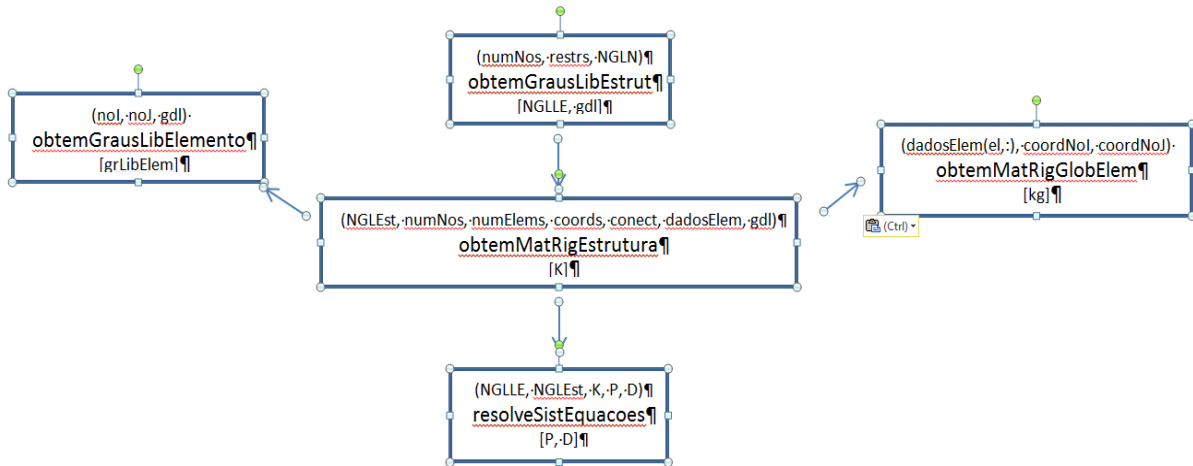 (numNos,·restrs,·NGLN)¶
obtemGrausLibEstrut¶
[NGLLE,·gdl]¶
(noI,·noJ,·gdl)·
obtemGrausLibElemento¶
[grLibElem]¶
(dadosElem(el,:),·coordNoI,·coordNoJ)·
obtemMatRigGlobElem¶
[kg]¶
(Ctrl)
(NGLEst,·numNos,·numElems,·coords,·conect,·dadosElem,·gdl)¶
obtemMatRigEstrutura¶
[K]¶
(NGLLE,·NGLEst,·K,·P,·D)¶
resolveSistEquacoes¶
[P,·D]¶